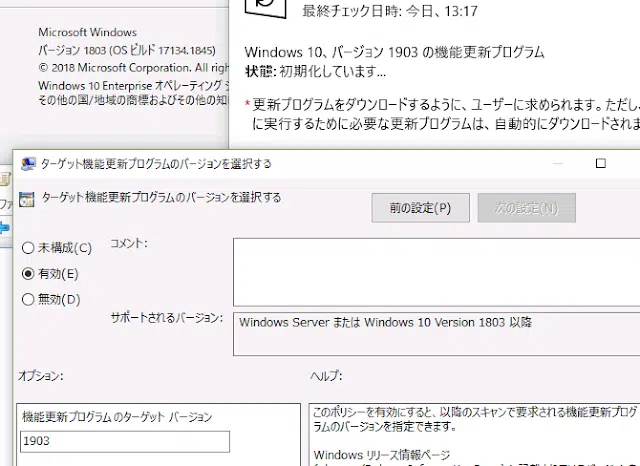 Microsoft Windows
バージョン 1803 (OS ビルド 17134.1845)
© 2018 Microsoft Corporation. All righ
Windows 10 Enterprise オペレーティング シ
その他の国/地域の商標およびその他の知
最終チェック日時: 今日、13:17
Windows 10、バージョン 1903 の機能更新プログラム
状態: 初期化しています...
*更新プログラムをダウンロードするように、ユーザーに求められます。ただし、
に実行するために必要な更新プログラムは、自動的にダウンロードされま
ターゲット機能更新プログラムのバージョンを選択する
ターゲット機能更新プログラムのバージョンを選択する
前の設定(P)
次の設定(N)
未構成(C)
有効(E)
無効(D)
コメント:
サポートされるバージョン:
Windows Server または Windows 10 Version 1803 以降
オプション:
ヘルプ:
機能更新プログラムのターゲット バージョン
1903
このポリシーを有効にすると、以降のスキャンで要求される機能更新プログ
ラムのバージョンを指定できます。
Windows リリース情報ページ